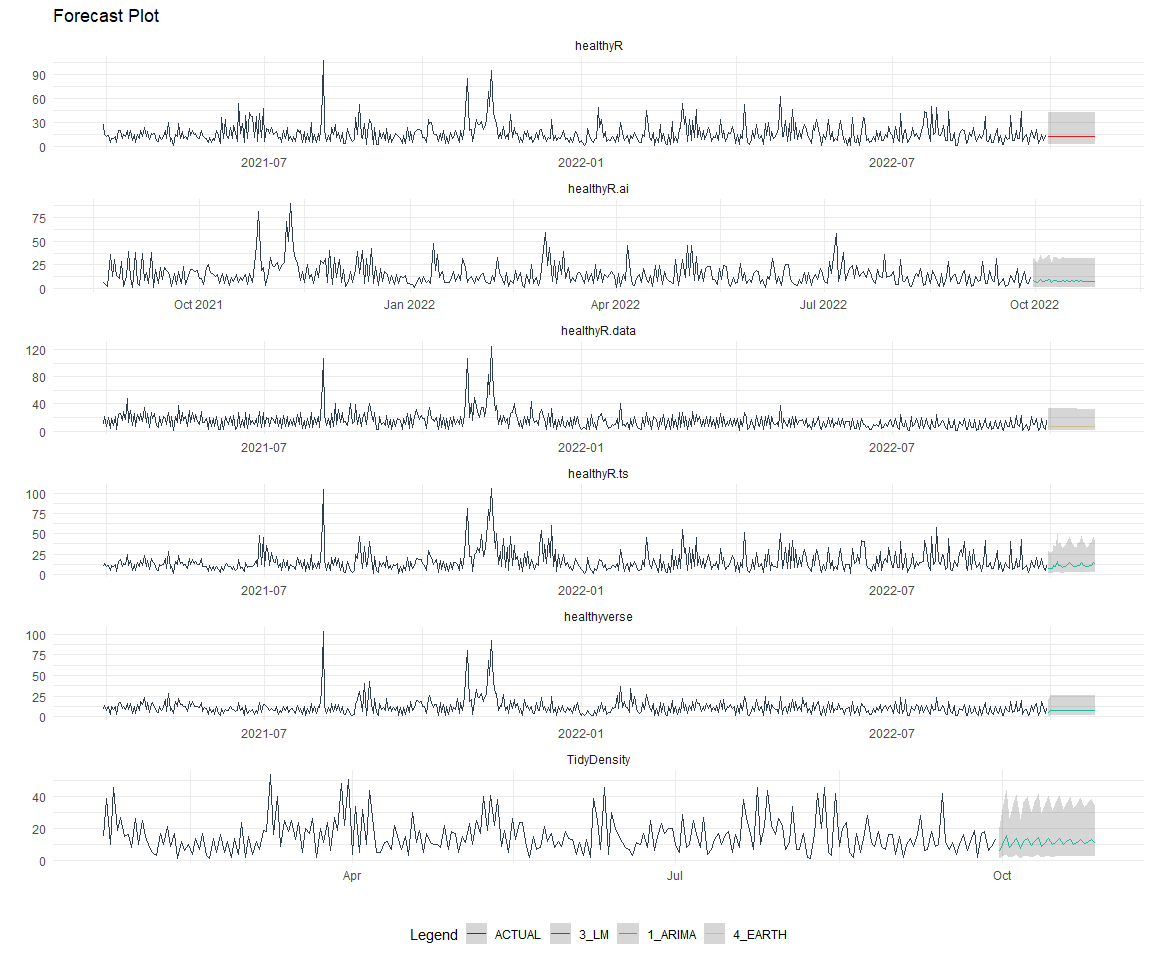 Forecast Plot
healthyR
90
60
30
0
2021-07 2022-01 2022-07
healthyR.ai
75
50
25
0
Oct 2021 Jan 2022 Apr 2022 Jul 2022 Oct 2022
healthyR.data
120
80
40
0
2021-07 2022-01 2022-07
healthyR.ts
100
75
50
25
0
2021-07 2022-01 2022-07
healthyverse
100
75
50
25
0
2021-07 2022-01 2022-07
TidyDensity
40
20
0
Apr Jul Oct
Legend ACTUAL 3_LM 1_ARIMA 4_EARTH